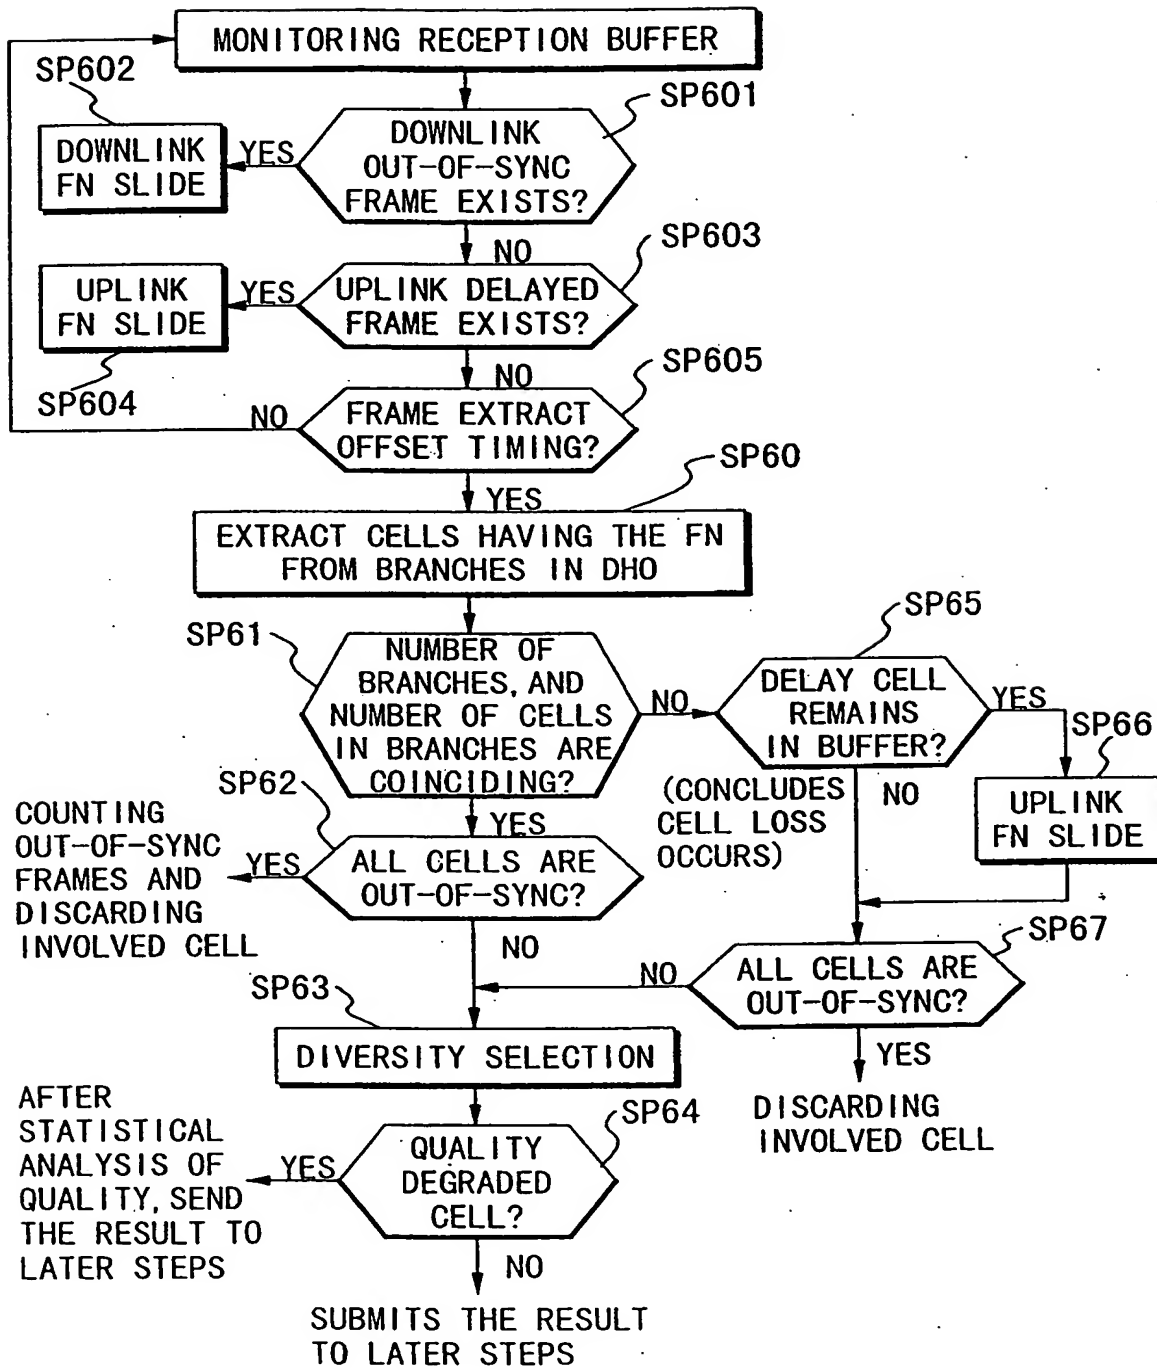 MONITORING RECEPTION BUFFER
SP602
SP601
DOWNLINK
FN SLIDE
YES
DOWNLINK
OUT-OF-SYNC
FRAME EXISTS?
NO
SP603
UPLINK
FN SLIDE
YES
UPLINK DELAYED
FRAME EXISTS?
SP604
NO
SP605
NO
FRAME EXTRACT
OFFSET TIMING?
SP60
YES
EXTRACT CELLS HAVING THE FN
FROM BRANCHES IN DHO
SP61
NUMBER OF
BRANCHES, AND
NUMBER OF CELLS
IN BRANCHES ARE
COINCIDING?
NO
SP65
DELAY CELL
REMAINS
IN BUFFER?
YES
SP66
UPLINK
FN SLIDE
(CONCLUDES
CELL LOSS
OCCURS)
NO
SP62
YES
COUNTING
OUT-OF-SYNC
FRAMES AND
DISCARDING
INVOLVED CELL
YES
ALL CELLS ARE
OUT-OF-SYNC?
NO
SP67
NO
ALL CELLS ARE
OUT-OF-SYNC?
YES
DISCARDING
INVOLVED CELL
SP63
DIVERSITY SELECTION
SP64
AFTER
STATISTICAL
ANALYSIS OF
QUALITY, SEND
THE RESULT TO
LATER STEPS
YES
QUALITY
DEGRADED
CELL?
NO
SUBMITS THE RESULT
TO LATER STEPS